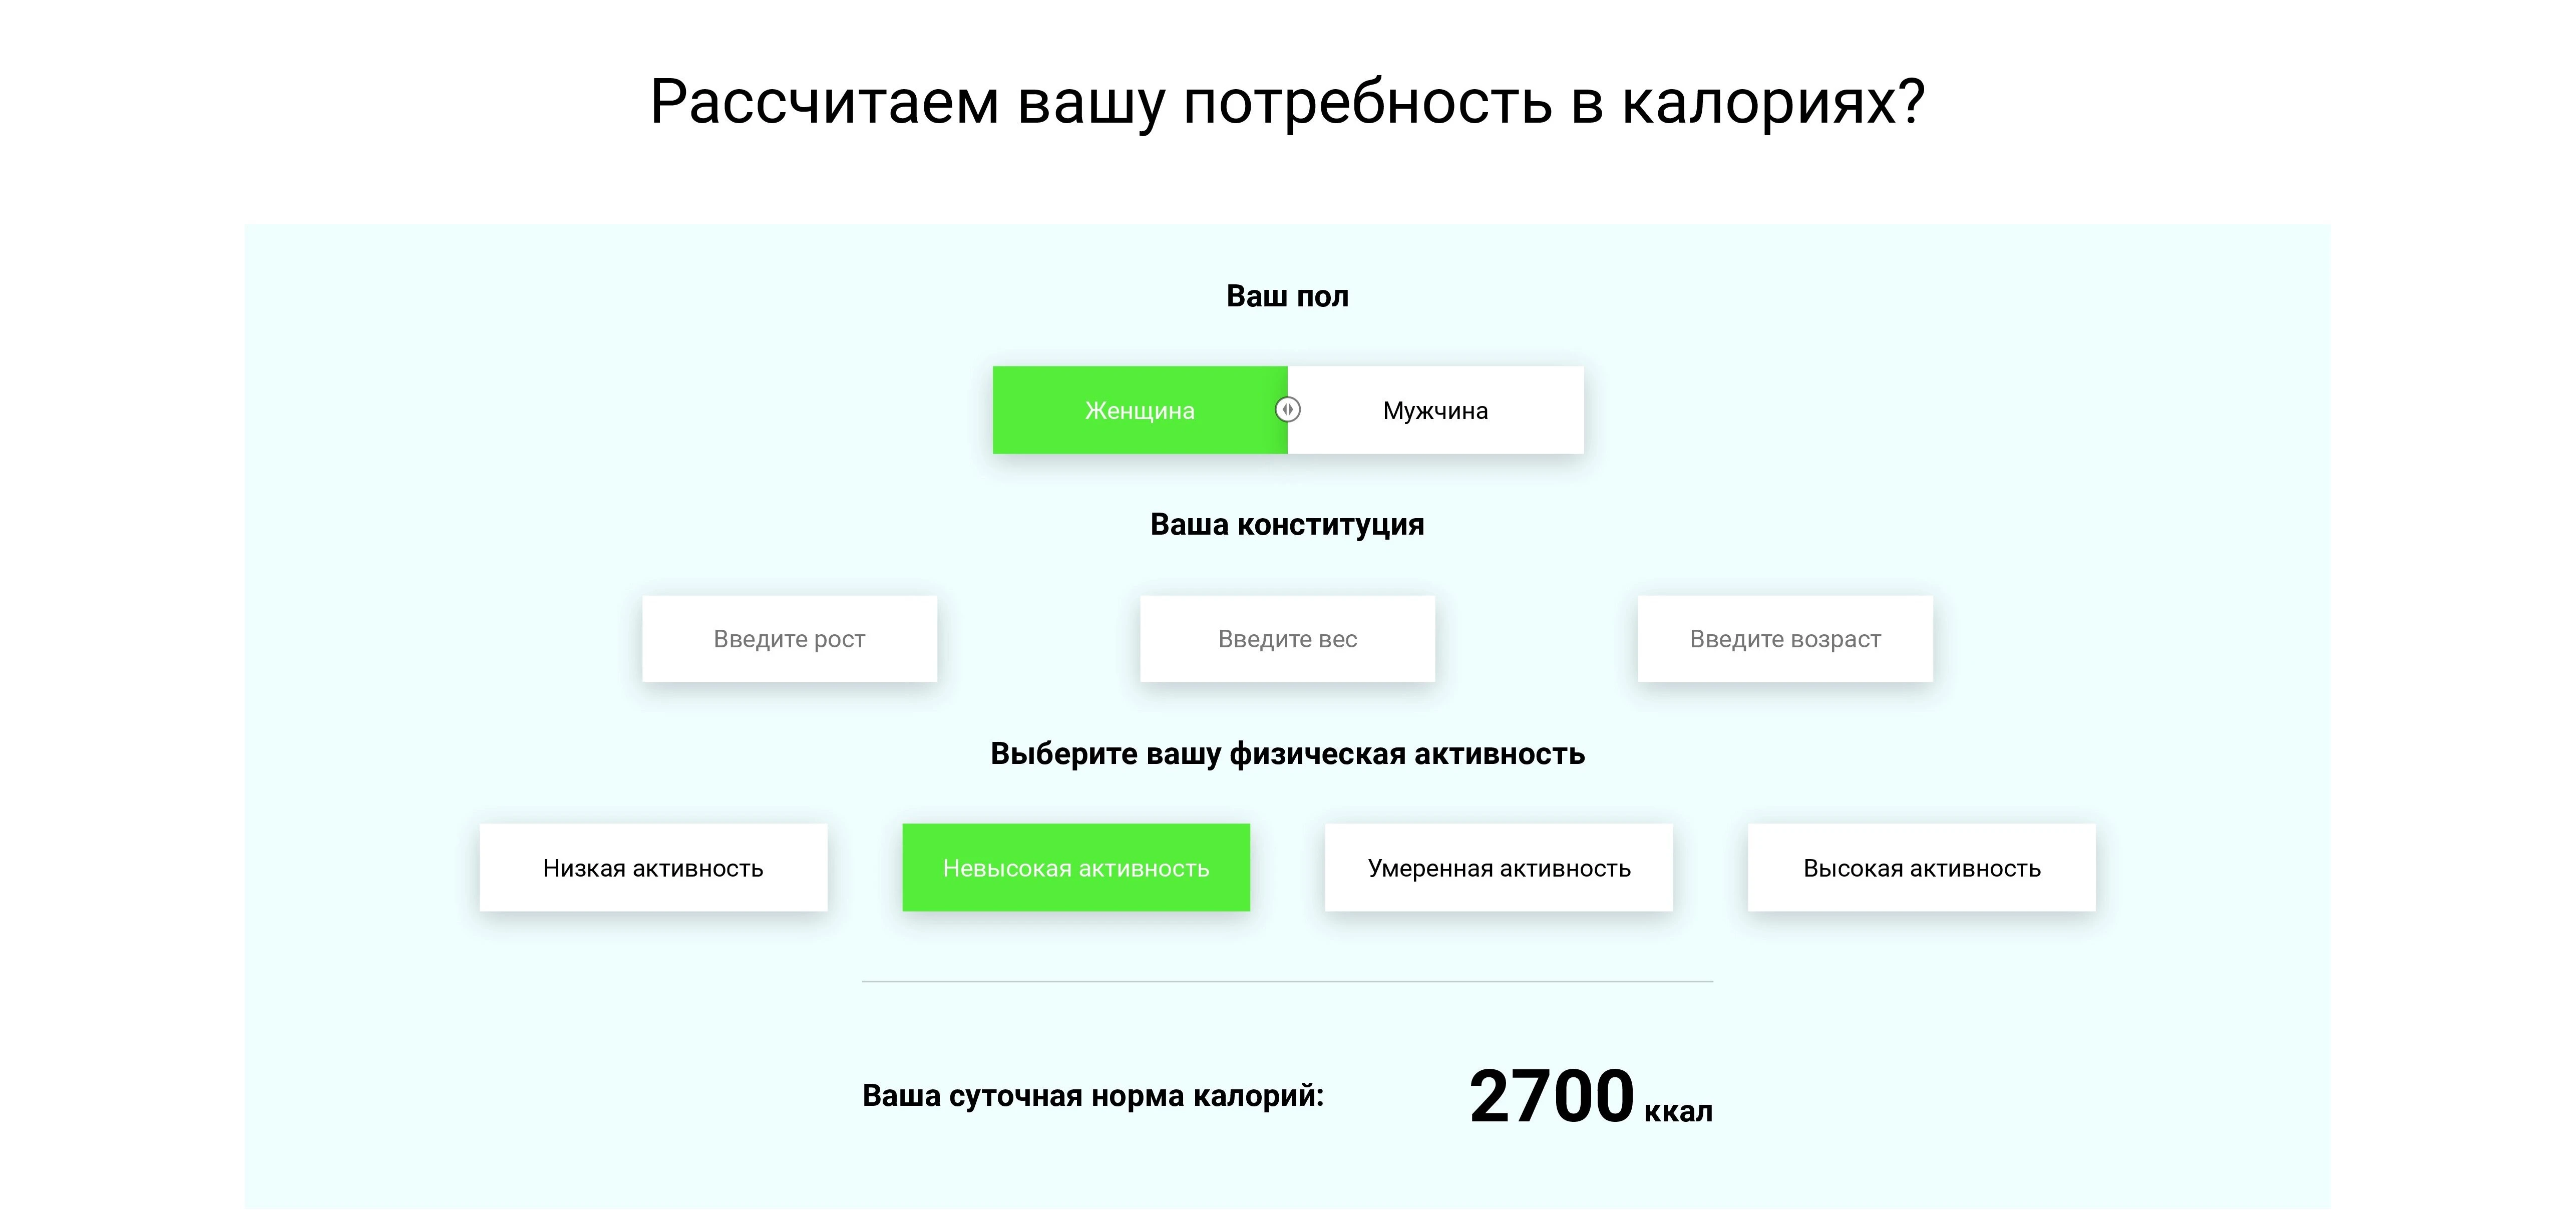 Рассчитаем вашу потребность в калориях?
Ваш пол
Женщина
Мужчина
Ваша конституция
Введите рост
Введите вес
Введите возраст
Выберите вашу физическая активность
Низкая активность
Невысокая активность
Умеренная активность
Высокая активность
Ваша суточная норма калорий:
2700 ккал